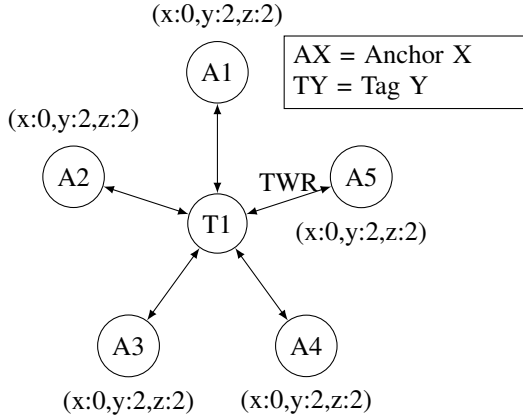 (x:0,y:2,z:2)
A1
AX = Anchor X
TY = Tag Y
(x:0,y:2,z:2)
A2
TWR
A5
T1
(x:0,y:2,z:2)
A3
A4
(x:0,y:2,z:2)
(x:0,y:2,z:2)